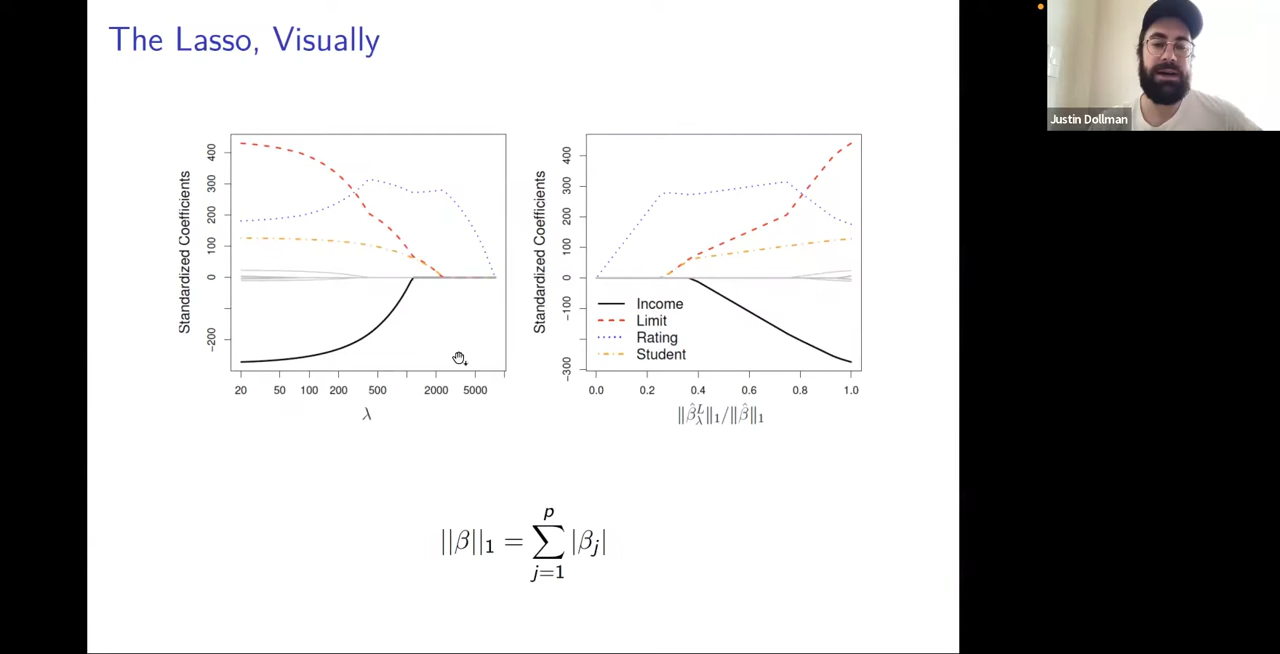 The Lasso, Visually
Justin Dollman
Standardized Coefficients
400
300
200
100
0
-200
20 50 100 200 500 2000 5000
λ
Standardized Coefficients
400
300
200
100
0
-100
-300
Income
Limit
Rating
Student
0.0 0.2 0.4 0.6 0.8 1.0
‖β̂λL‖1/‖β̂‖1
||β||1 = ∑j=1p |βj|